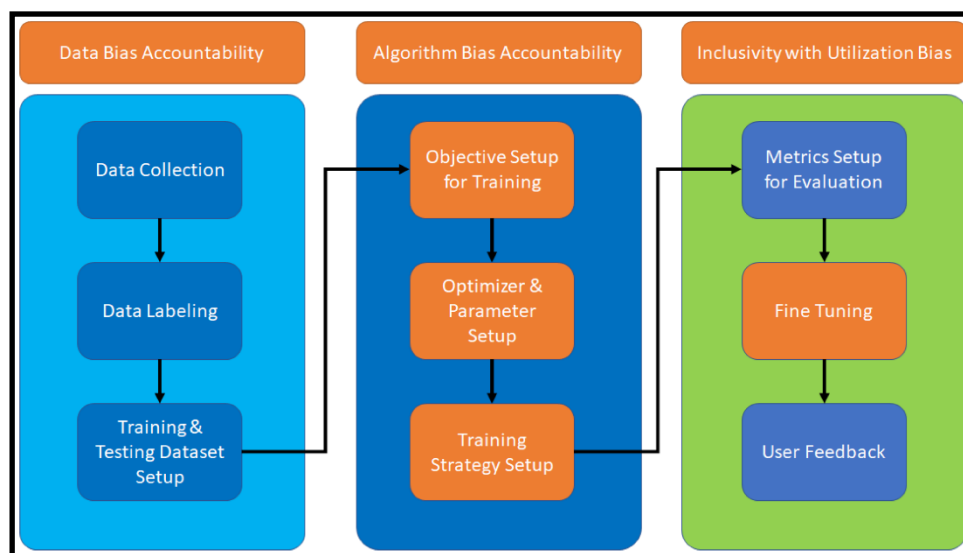 Data Bias Accountability
Algorithm Bias Accountability
Inclusivity with Utilization Bias
Data Collection
Data Labeling
Training &
Testing Dataset
Setup
Objective Setup
for Training
Optimizer &
Parameter
Setup
Training
Strategy Setup
Metrics Setup
for Evaluation
Fine Tuning
User Feedback